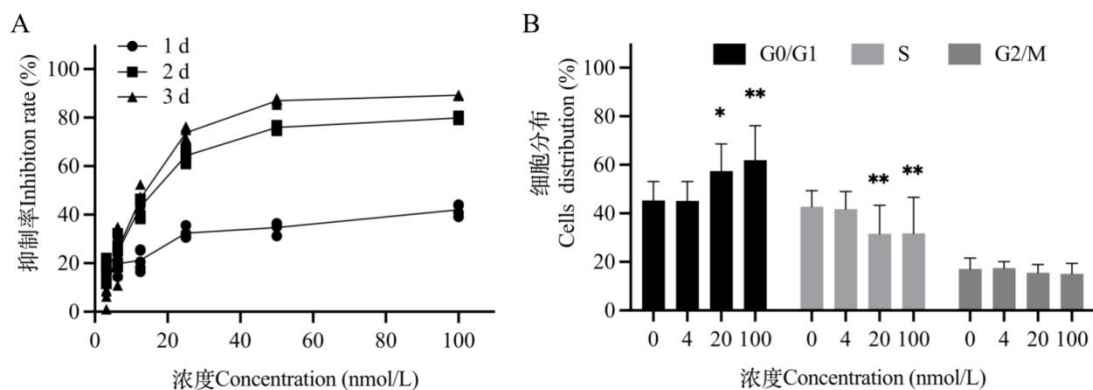 A
抑制率Inhibiton rate (%)
1 d
2 d
3 d
100
80
60
40
20
0
0 20 40 60 80 100
浓度Concentration (nmol/L)
B
细胞分布
Cells distribution (%)
G0/G1 S G2/M
100
80
60
40
20
0
* ** ** **
0 4 20 100 0 4 20 100 0 4 20 100
浓度Concentration (nmol/L)